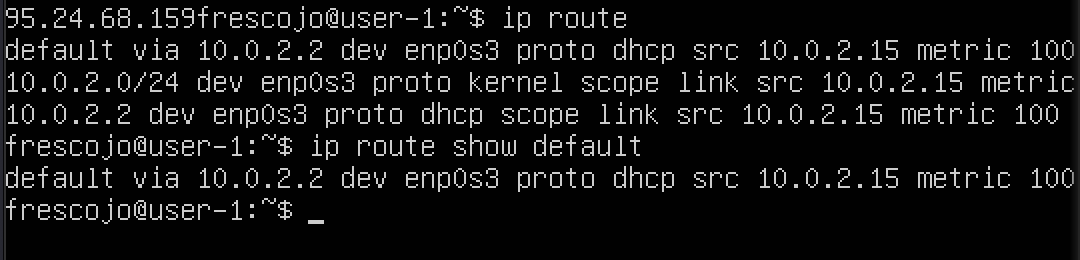 95.24.68.159frescojo@user-1:~$ ip route
default via 10.0.2.2 dev enp0s3 proto dhcp src 10.0.2.15 metric 100
10.0.2.0/24 dev enp0s3 proto kernel scope link src 10.0.2.15 metric
10.0.2.2 dev enp0s3 proto dhcp scope link src 10.0.2.15 metric 100
frescojo@user-1:~$ ip route show default
default via 10.0.2.2 dev enp0s3 proto dhcp src 10.0.2.15 metric 100
frescojo@user-1:~$ _